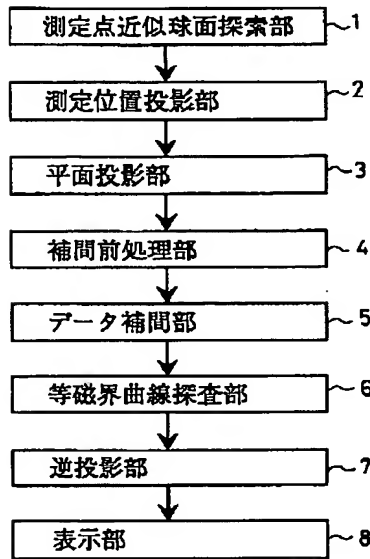 測定点近似球面探索部 1
測定位置投影部 2
平面投影部 3
補間前処理部 4
データ補間部 5
等磁界曲線探査部 6
逆投影部 7
表示部 8